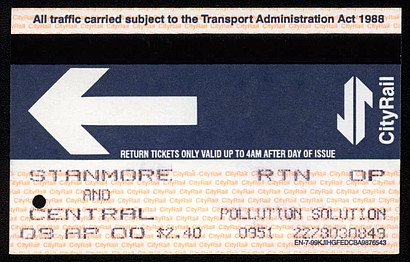 All traffic carried subject to the Transport Administration Act 1988
CityRail
RETURN TICKETS ONLY VALID UP TO 4AM AFTER DAY OF ISSUE
STANMORE RTN OP
AND
CENTRAL POLLUTION SOLUTION
09 AP 00 $2.40 0951 2278030849
EN-7-99KJIHGFEDCBA9876543